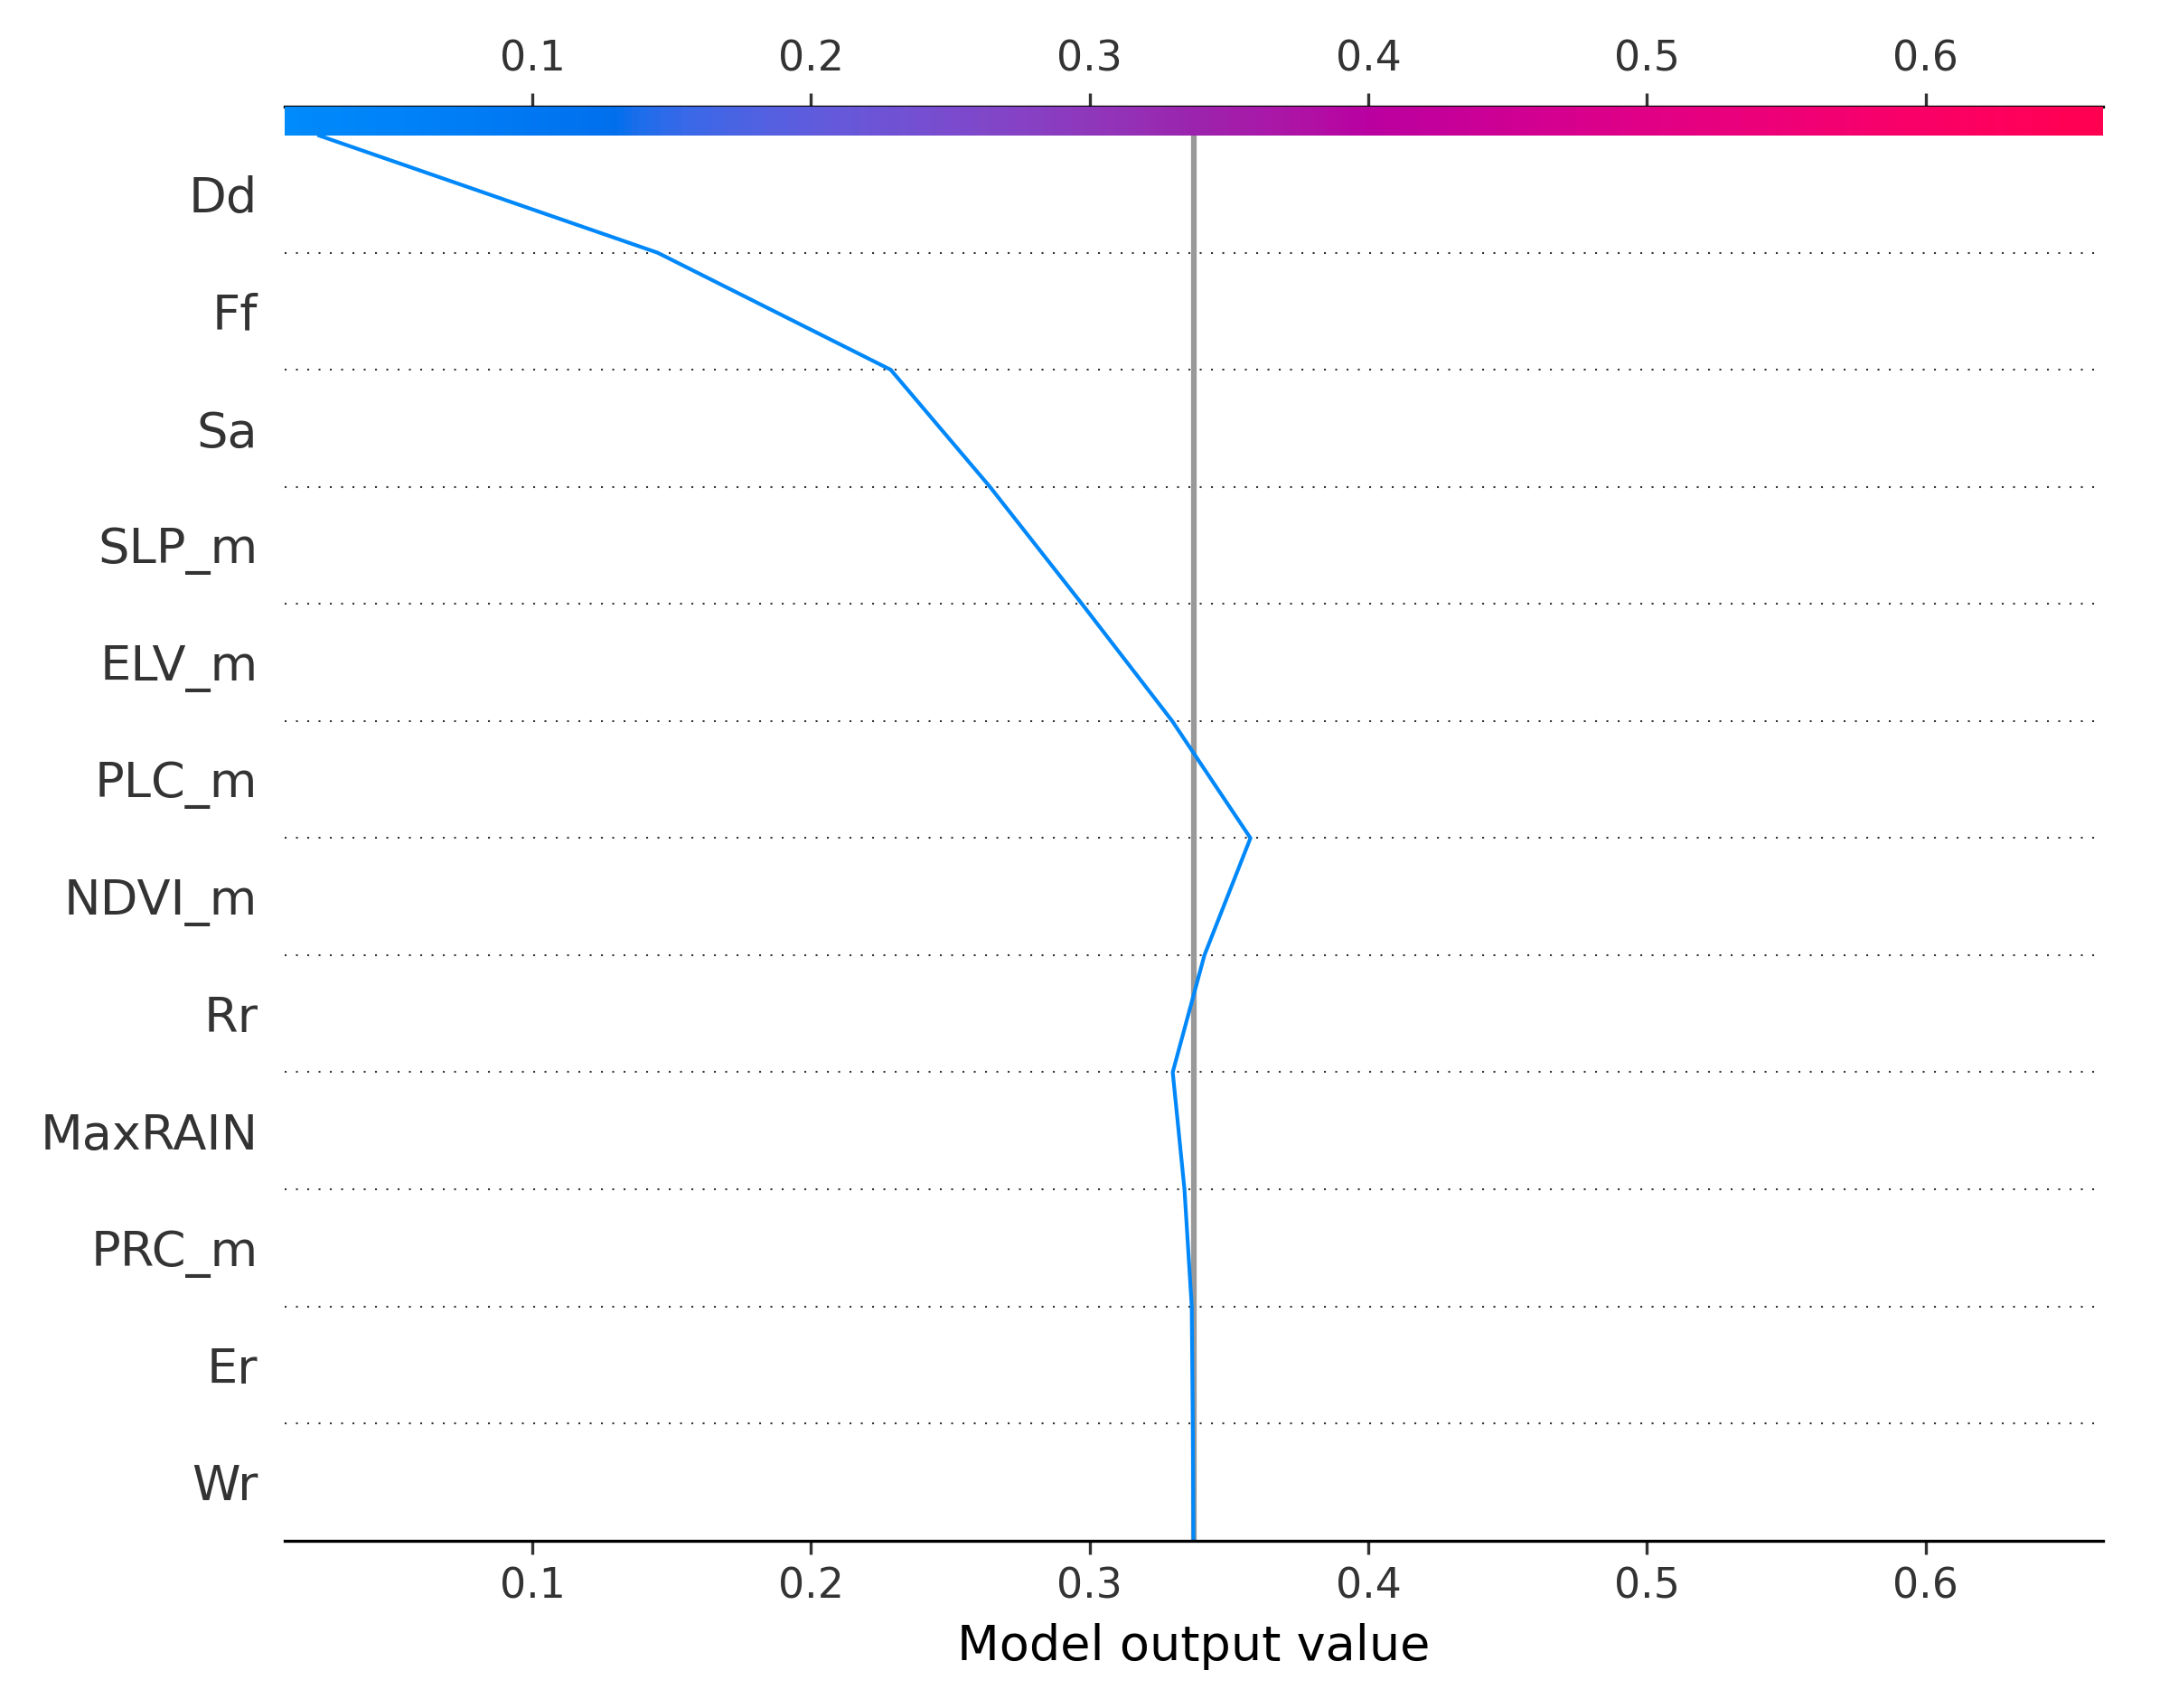 0.1 0.2 0.3 0.4 0.5 0.6
Dd
Ff
Sa
SLP_m
ELV_m
PLC_m
NDVI_m
Rr
MaxRAIN
PRC_m
Er
Wr
0.1 0.2 0.3 0.4 0.5 0.6
Model output value